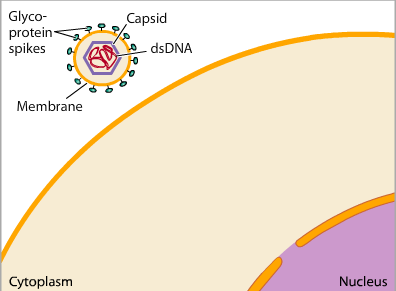 Glyco-
protein
spikes
Capsid
dsDNA
Membrane
Cytoplasm
Nucleus